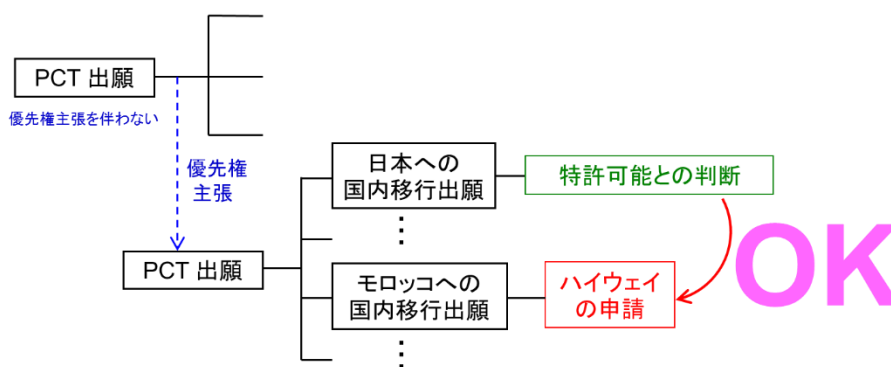 PCT 出願
優先権主張を伴わない
優先権
主張
日本への
国内移行出願
特許可能との判断
OK
PCT 出願
モロッコへの
国内移行出願
ハイウェイ
の申請